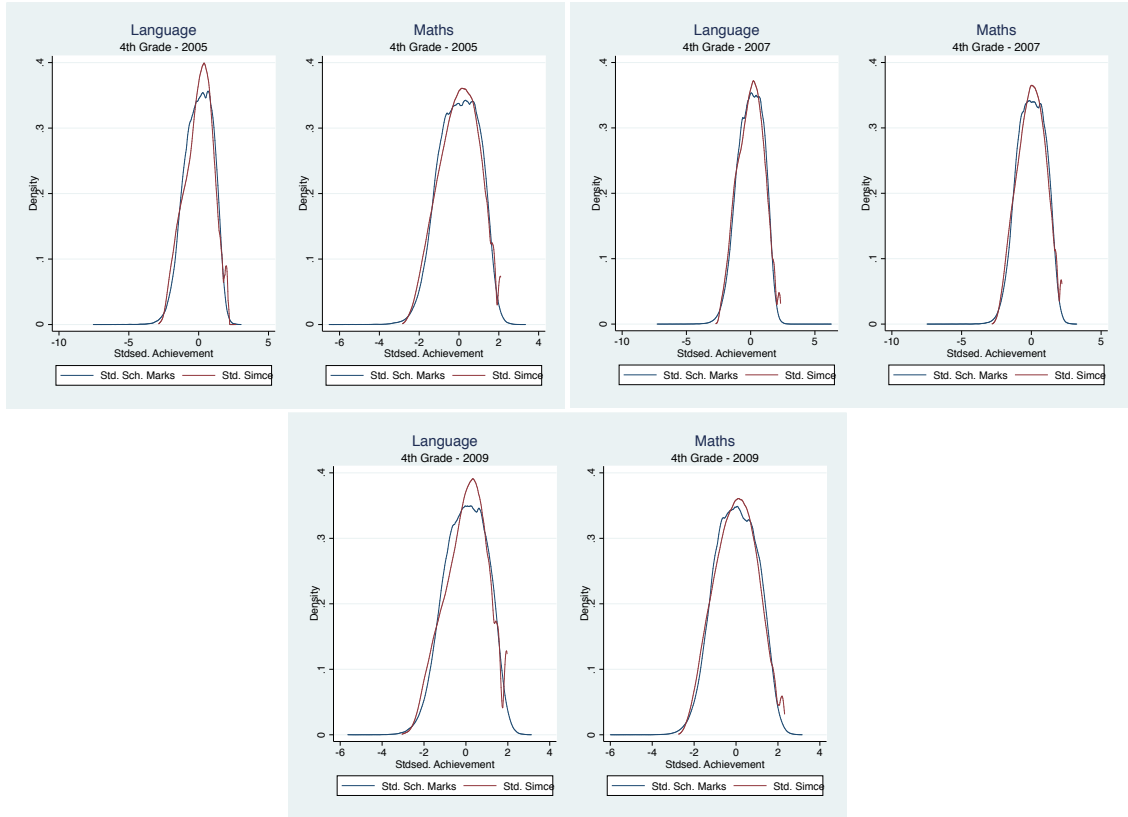 Language
4th Grade - 2005
.4
.3
.2
.1
0
Density
-10 -5 0 5
Stdsed. Achievement
Std. Sch. Marks Std. Simce
Maths
4th Grade - 2005
.4
.3
.2
.1
0
-6 -4 -2 0 2 4
Stdsed. Achievement
Std. Sch. Marks Std. Simce
Language
4th Grade - 2007
.4
.3
.2
.1
0
Density
-10 -5 0 5
Stdsed. Achievement
Std. Sch. Marks Std. Simce
Maths
4th Grade - 2007
.4
.3
.2
.1
0
Density
-10 -5 0 5
Stdsed. Achievement
Std. Sch. Marks Std. Simce
Language
4th Grade - 2009
.4
.3
.2
.1
0
Density
-6 -4 -2 0 2 4
Stdsed. Achievement
Std. Sch. Marks Std. Simce
Maths
4th Grade - 2009
.4
.3
.2
.1
0
Density
-6 -4 -2 0 2 4
Stdsed. Achievement
Std. Sch. Marks Std. Simce